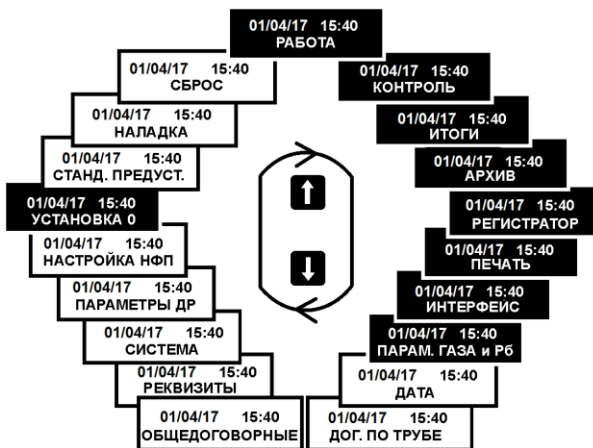 01/04/17 15:40
РАБОТА
01/04/17 15:40
КОНТРОЛЬ
01/04/17 15:40
ИТОГИ
01/04/17 15:40
АРХИВ
01/04/17 15:40
РЕГИСТРАТОР
01/04/17 15:40
ПЕЧАТЬ
01/04/17 15:40
ИНТЕРФЕЙС
01/04/17 15:40
ПАРАМ. ГАЗА и Рб
01/04/17 15:40
ДАТА
01/04/17 15:40
ДОГ. ПО ТРУБЕ
01/04/17 15:40
ОБЩЕДОГОВОРНЫЕ
01/04/17 15:40
РЕКВИЗИТЫ
01/04/17 15:40
СИСТЕМА
01/04/17 15:40
ПАРАМЕТРЫ ДР
01/04/17 15:40
НАСТРОЙКА НФП
01/04/17 15:40
УСТАНОВКА 0
01/04/17 15:40
СТАНД. ПРЕДУСТ.
01/04/17 15:40
НАЛАДКА
01/04/17 15:40
СБРОС